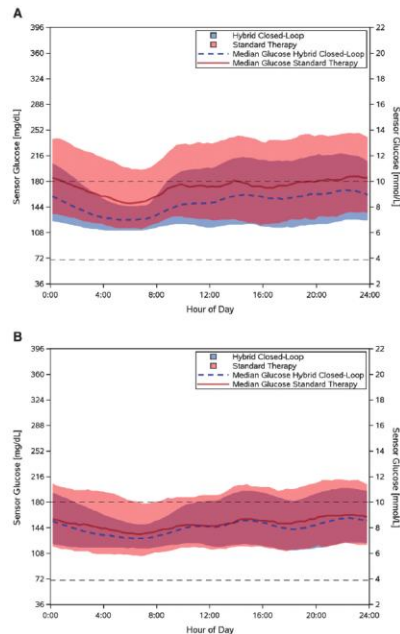 A
Hybrid Closed-Loop
Standard Therapy
Median Glucose Hybrid Closed-Loop
Median Glucose Standard Therapy
Sensor Glucose [mg/dL]
396
360
324
288
252
216
180
144
108
72
36
Sensor Glucose [mmol/L]
22
20
18
16
14
12
10
8
6
4
2
0:00 4:00 8:00 12:00 16:00 20:00 24:00
Hour of Day
B
Hybrid Closed-Loop
Standard Therapy
Median Glucose Hybrid Closed-Loop
Median Glucose Standard Therapy
Sensor Glucose [mg/dL]
396
360
324
288
252
216
180
144
108
72
36
Sensor Glucose [mmol/L]
22
20
18
16
14
12
10
8
6
4
2
0:00 4:00 8:00 12:00 16:00 20:00 24:00
Hour of Day